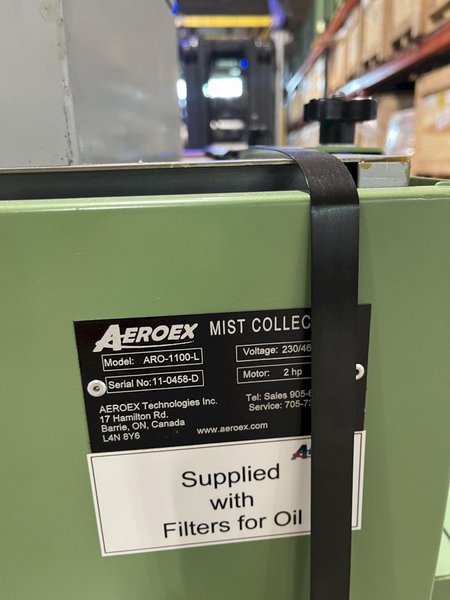 AEROEX MIST COLLEC
Model: ARO-1100-L
Voltage: 230/46
Serial No: 11-0458-D
Motor: 2 hp
AEROEX Technologies Inc.
17 Hamilton Rd.
Barrie, ON, Canada
L4N 8Y6
Tel: Sales 905-6
Service: 705-73
www.aeroex.com
Supplied
with
Filters for Oil